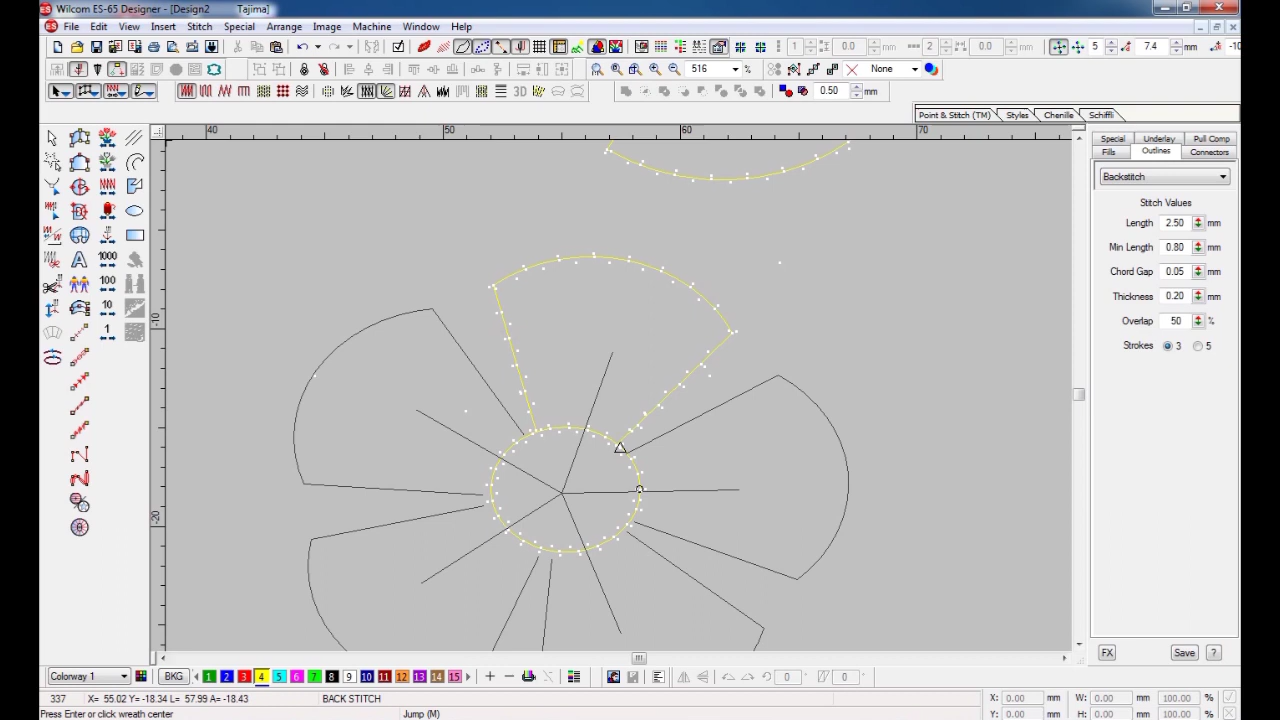 Wilcom ES-65 Designer - [Design2 Tajima]
File Edit View Insert Stitch Special Arrange Image Machine Window Help
1 0.0 2 0.0 5 7.4 mm -10
516 % None
3D 0.50 mm
Point & Stitch (TM) Styles Chenille Schiffli
40 50 60 70
Special Underlay Pull Comp
Fills Outlines Connectors
Backstitch
Stitch Values
Length 2.50 mm
Min Length 0.80 mm
Chord Gap 0.05 mm
Thickness 0.20 mm
Overlap 50 %
Strokes 3 5
1000
100
10
1
-10
-20
FX Save ?
Colorway 1 BKG 1 2 3 4 5 6 7 8 9 10 11 12 13 14 15 0 0
337 X= 55.02 Y= -18.34 L= 57.99 A= -18.43 BACK STITCH
X: 0.00 mm W: 0.00 mm 100.00 %
Y: 0.00 mm H: 0.00 mm 100.00 %
Press Enter or click wreath center Jump (M)